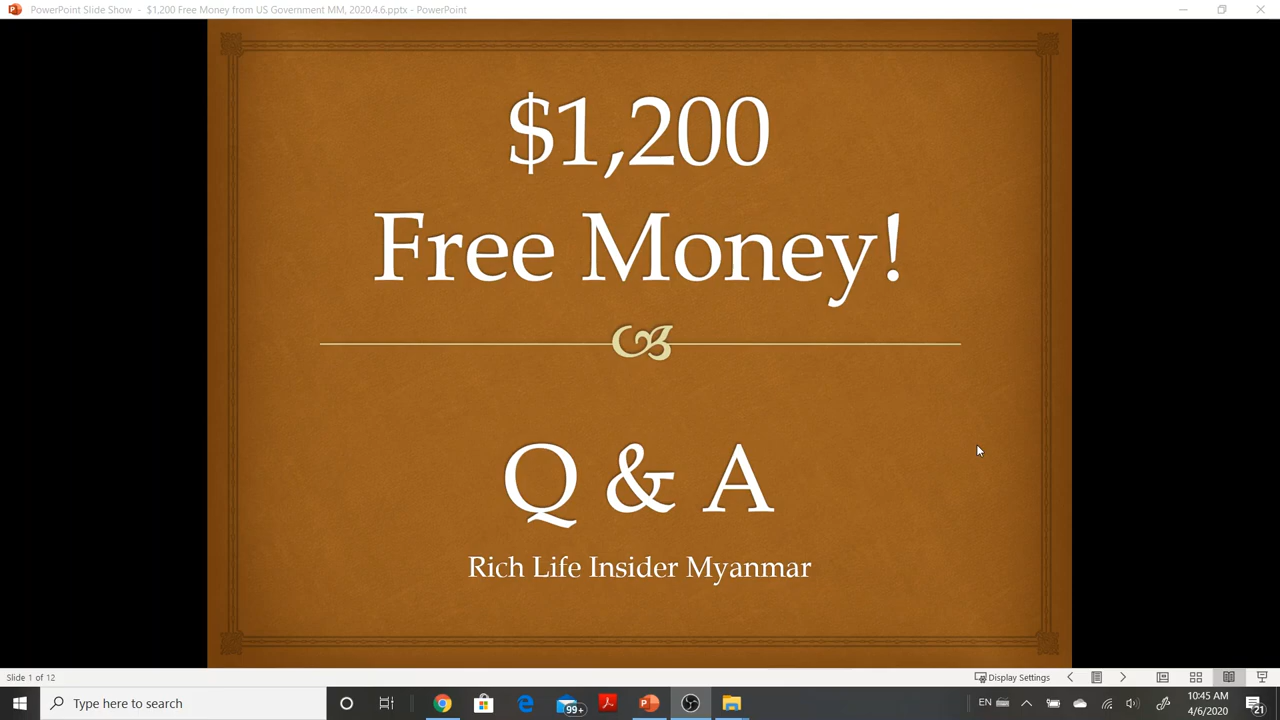 PowerPoint Slide Show - $1,200 Free Money from US Government MM, 2020.4.6.pptx - PowerPoint
$1,200
Free Money!
Q & A
Rich Life Insider Myanmar
Slide 1 of 12
Display Settings
Type here to search
99+
EN
10:45 AM
4/6/2020
21